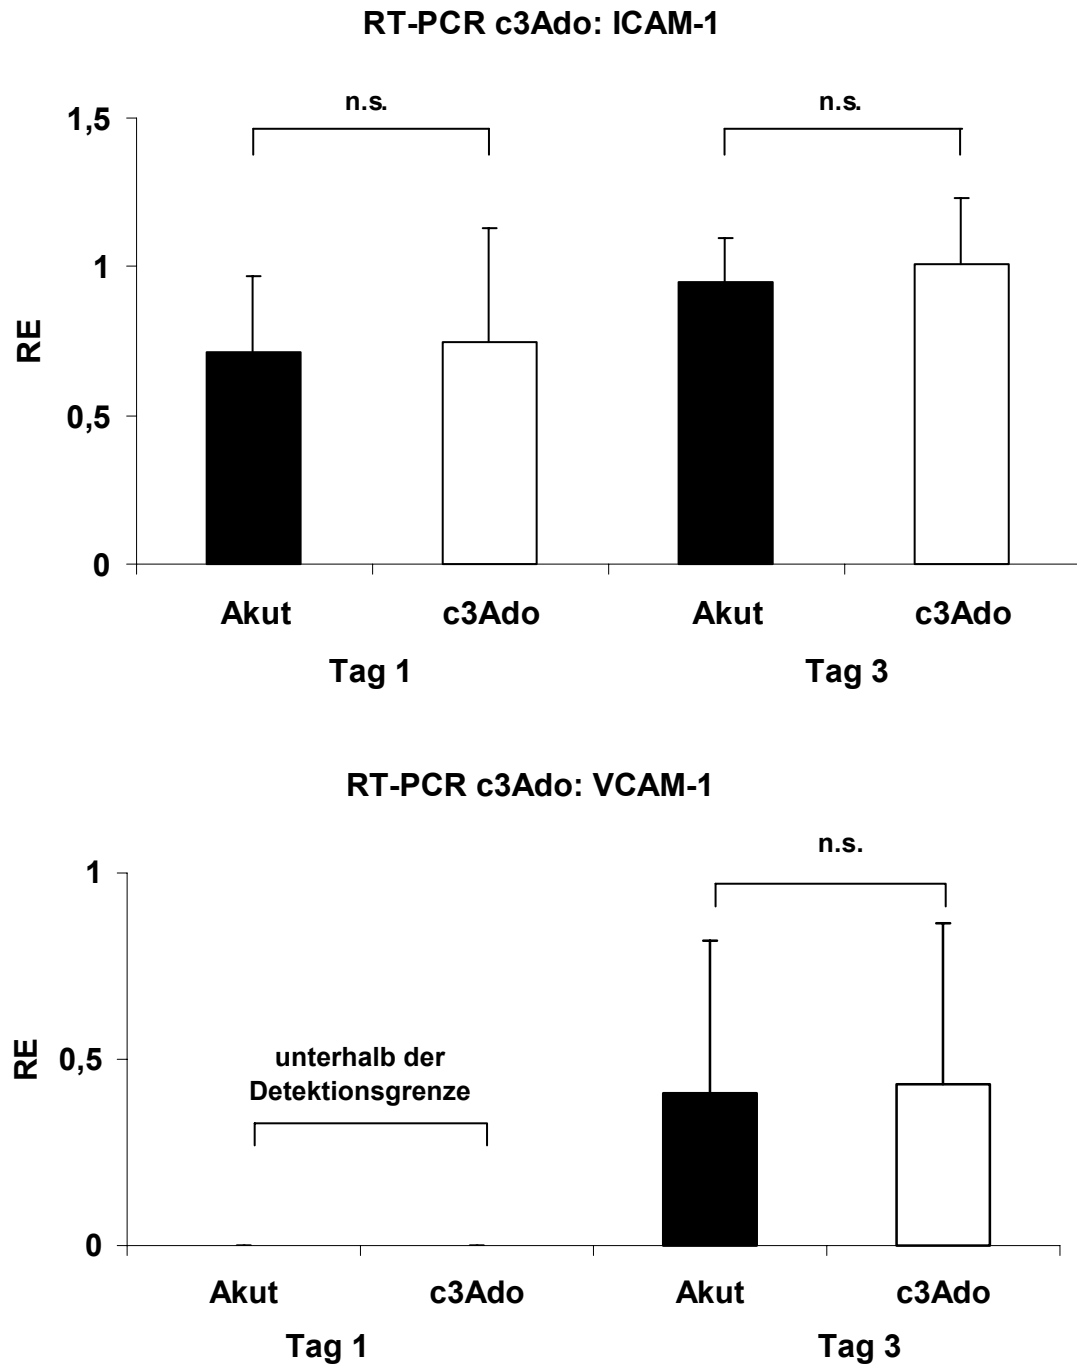 RT-PCR c3Ado: ICAM-1
n.s. n.s.
1,5
1
RE
0,5
0
Akut c3Ado Akut c3Ado
Tag 1 Tag 3
RT-PCR c3Ado: VCAM-1
n.s.
1
RE
0,5
unterhalb der
Detektionsgrenze
0
Akut c3Ado Akut c3Ado
Tag 1 Tag 3